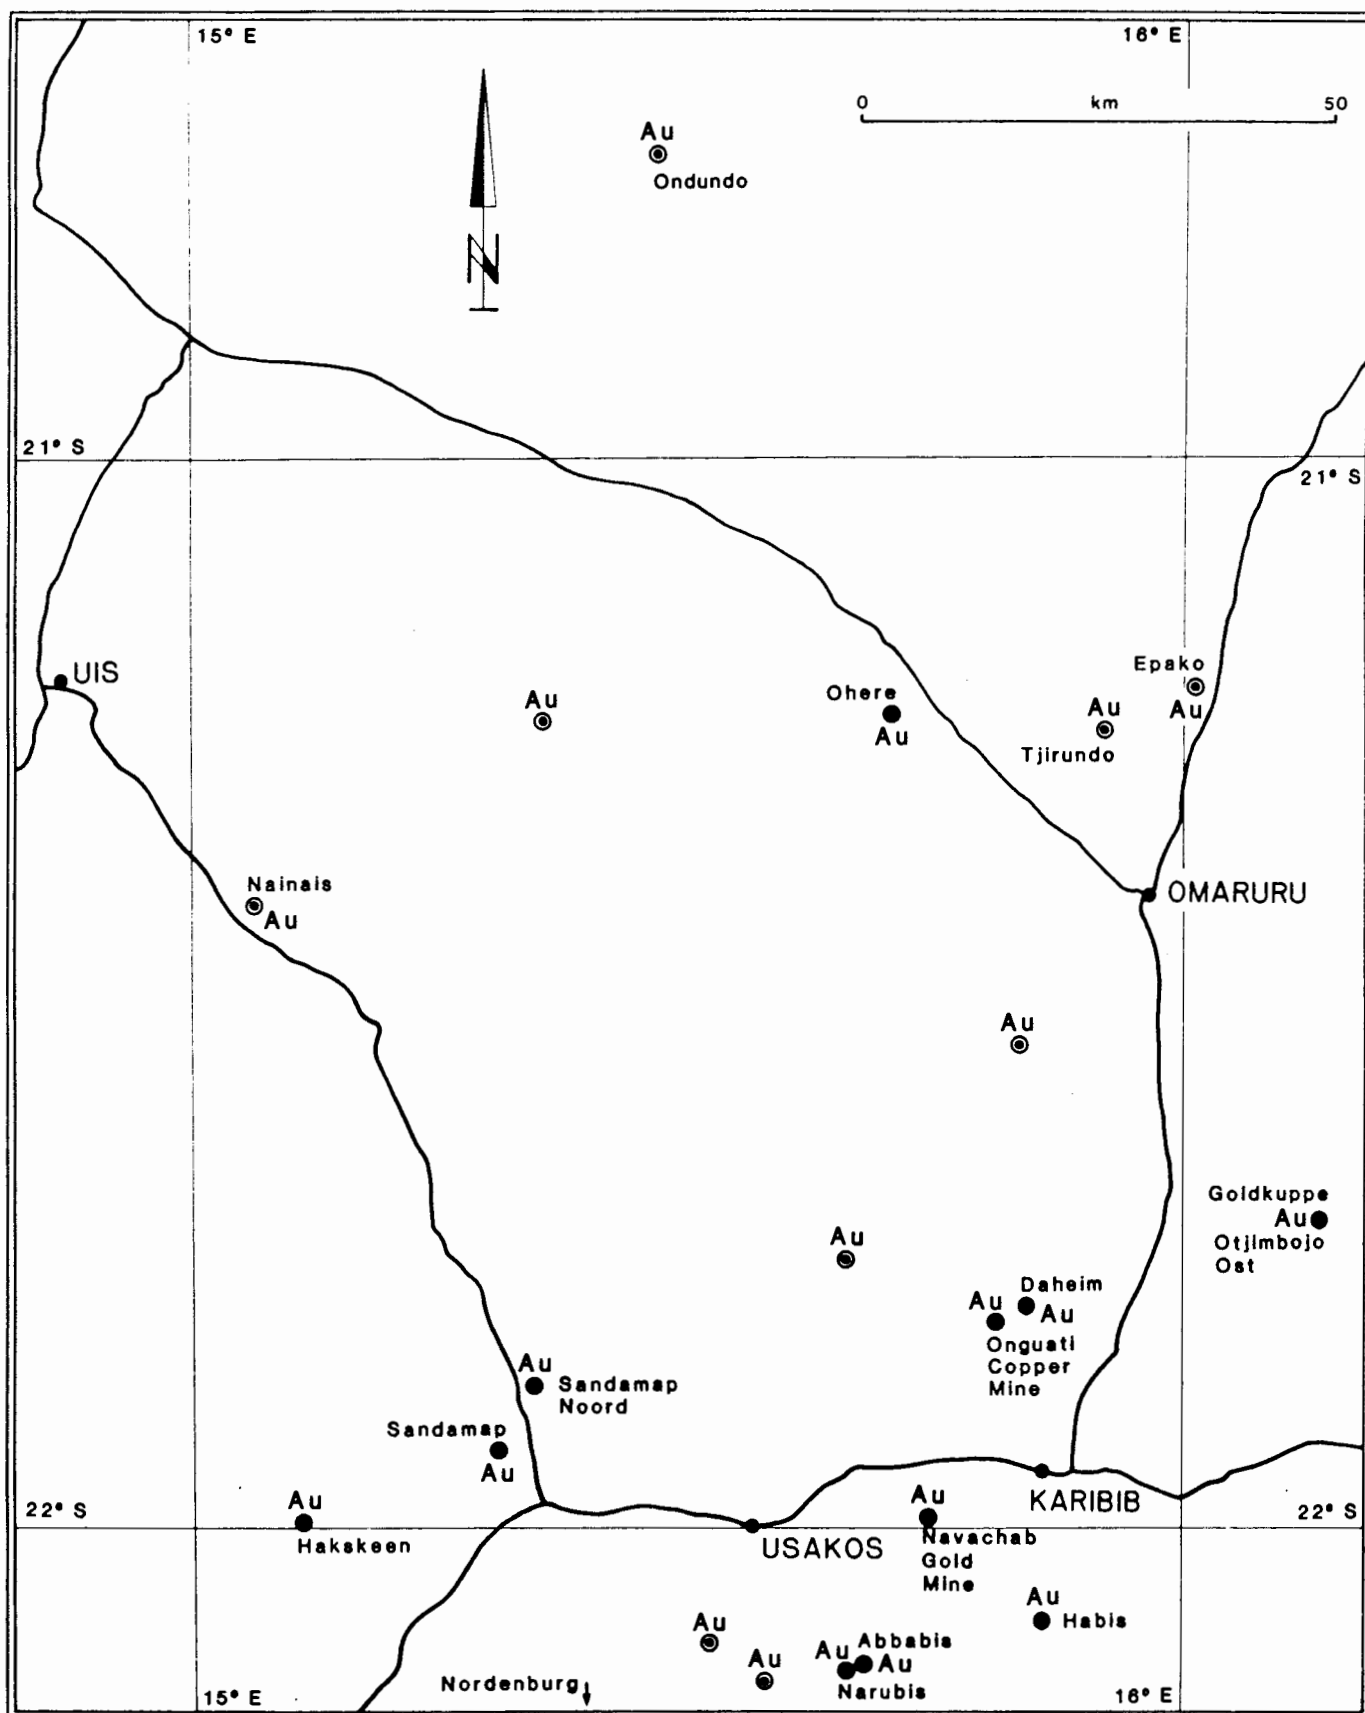 15° E
16° E
0 km 50
Au
Ondundo
N
21° S
21° S
UIS
Epako
Au
Ohere
Au
Au
Au
Tjirundo
Au
Nainais
Au
OMARURU
Au
Goldkuppe
Au
Otjimbojo
Ost
Au
Daheim
Au
Au
Onguati
Copper
Mine
Au
Sandamap
Noord
Sandamap
Au
KARIBIB
22° S
Au
Hakskeen
USAKOS
Au
Navachab
Gold
Mine
22° S
Au
Habis
Au
Au
Au
Abbabis
Au
Narubis
Nordenburg
15° E
16° E